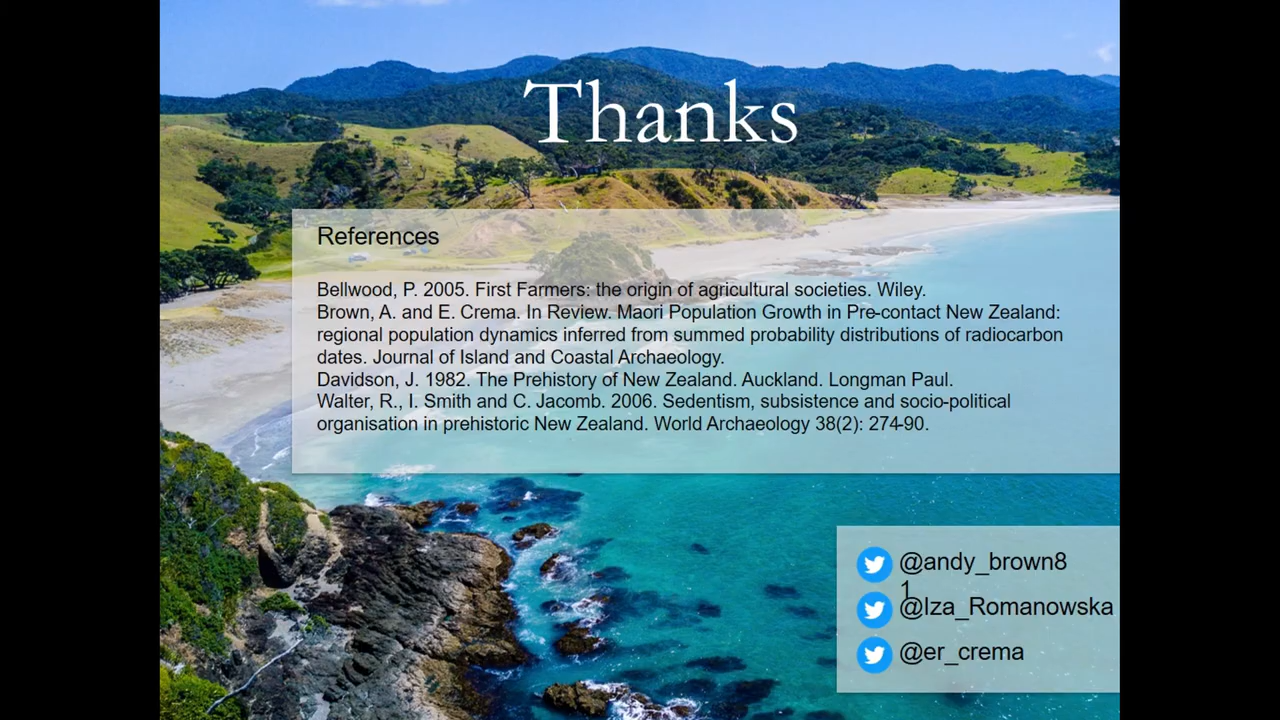 Thanks
References
Bellwood, P. 2005. First Farmers: the origin of agricultural societies. Wiley.
Brown, A. and E. Crema. In Review. Maori Population Growth in Pre-contact New Zealand:
regional population dynamics inferred from summed probability distributions of radiocarbon
dates. Journal of Island and Coastal Archaeology.
Davidson, J. 1982. The Prehistory of New Zealand. Auckland. Longman Paul.
Walter, R., I. Smith and C. Jacomb. 2006. Sedentism, subsistence and socio-political
organisation in prehistoric New Zealand. World Archaeology 38(2): 274-90.
@andy_brown8
1
@Iza_Romanowska
@er_crema